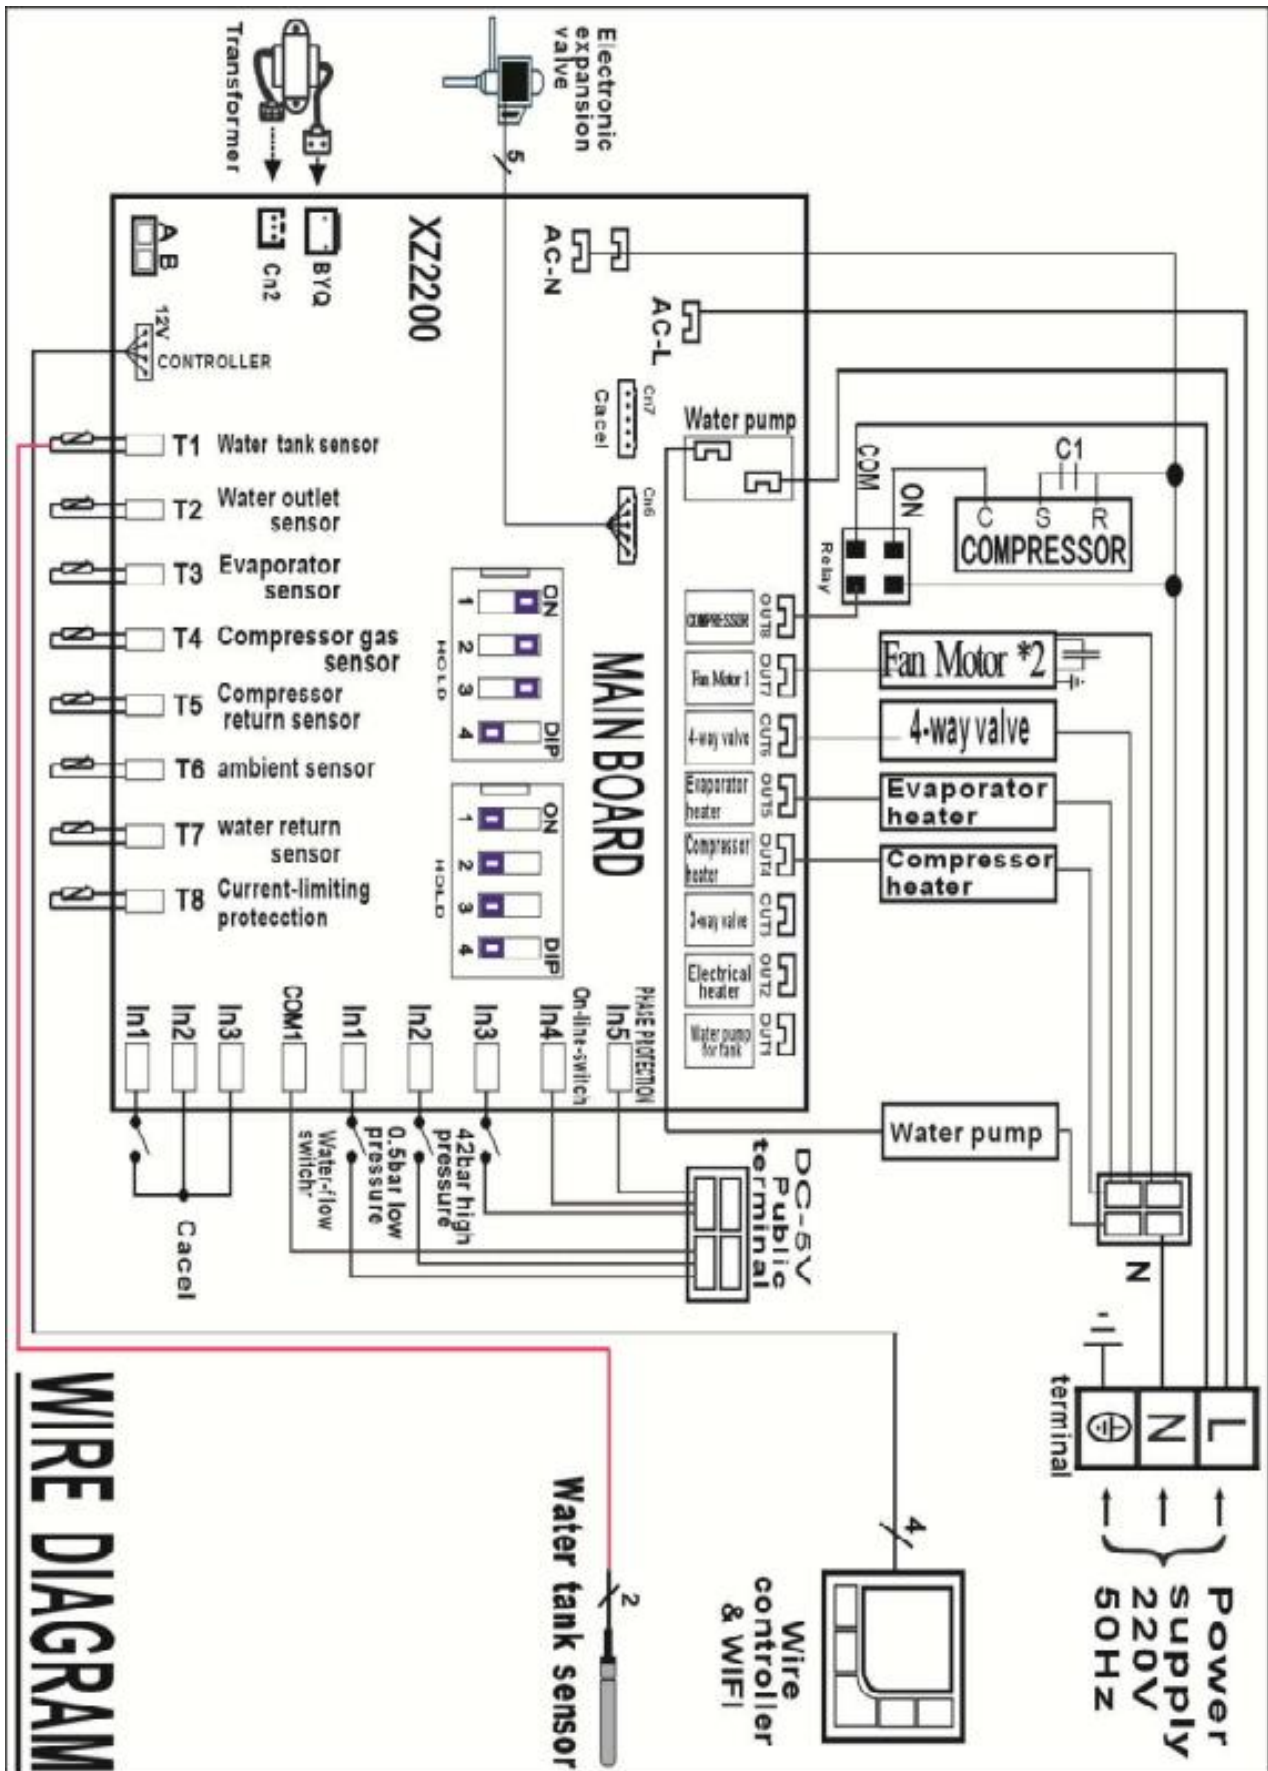 Transformer
Electronic
expansion
valve
5
A
B
Cn2
BYQ
XZ2200
AC-N
AC-L
12V
CONTROLLER
Cn7
Cacel
Cn6
Water pump
COM
ON
C1
C
S
R
COMPRESSOR
Relay
T1 Water tank sensor
T2 Water outlet
sensor
T3 Evaporator
sensor
T4 Compressor gas
sensor
T5 Compressor
return sensor
T6 ambient sensor
T7 water return
sensor
T8 Current-limiting
protecction
ON
1
2
3
4
HOLD
DIP
ON
1
2
3
4
HOLD
DIP
MAIN BOARD
COMPRESSOR
OUT8
Fan Motor 1
OUT7
4-way valve
OUT6
Evaporator
heater
OUT5
Compressor
heater
OUT4
3-way valve
OUT3
Electrical
heater
OUT2
Water pump
for tank
OUT1
Fan Motor *2
4-way valve
Evaporator
heater
Compressor
heater
Water pump
In1
In2
In3
COM1
In1
In2
In3
In4
On-line-switch
In5
PHASE PROTECTION
Cacel
Water-flow
switchr
0.5bar low
pressure
42bar high
pressure
DC-5V
Public
terminal
N
terminal
N
L
Power
supply
220V
50Hz
4
Wire
controller
& WIFI
2
Water tank sensor
WIRE DIAGRAM